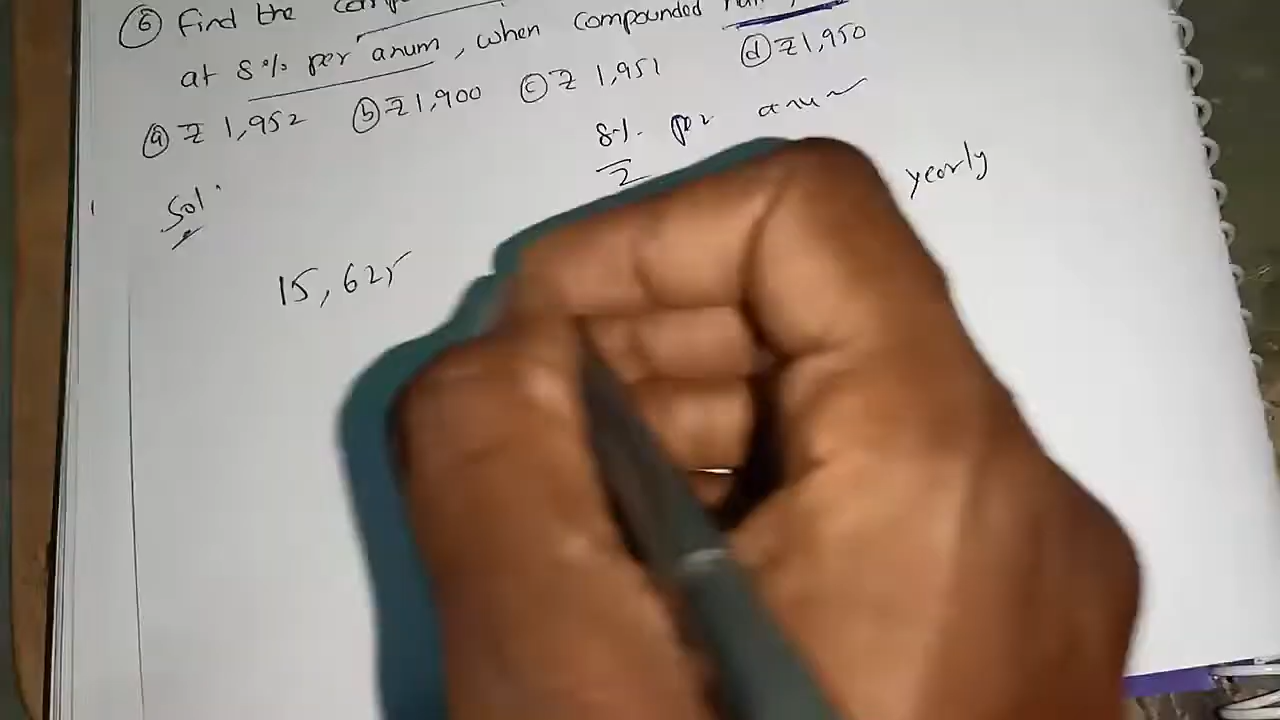 ⑥ Find the
at 8% per anum, when compounded
ⓐ ₹ 1,952 ⓑ ₹1,900 ⓒ ₹ 1,951 ⓓ ₹1,950
8% per anum
2
yearly
Sol
15,625